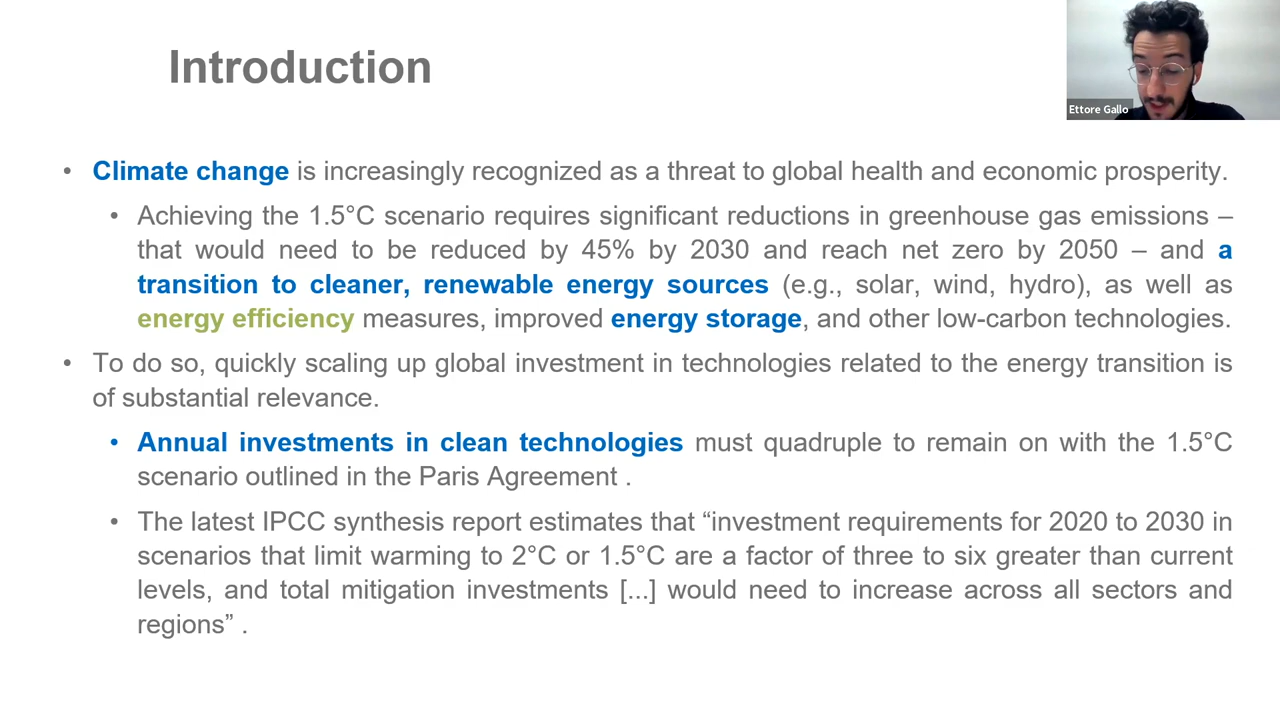 Introduction
Ettore Gallo
• Climate change is increasingly recognized as a threat to global health and economic prosperity.
• Achieving the 1.5°C scenario requires significant reductions in greenhouse gas emissions –
that would need to be reduced by 45% by 2030 and reach net zero by 2050 – and a
transition to cleaner, renewable energy sources (e.g., solar, wind, hydro), as well as
energy efficiency measures, improved energy storage, and other low-carbon technologies.
• To do so, quickly scaling up global investment in technologies related to the energy transition is
of substantial relevance.
• Annual investments in clean technologies must quadruple to remain on with the 1.5°C
scenario outlined in the Paris Agreement .
• The latest IPCC synthesis report estimates that “investment requirements for 2020 to 2030 in
scenarios that limit warming to 2°C or 1.5°C are a factor of three to six greater than current
levels, and total mitigation investments [...] would need to increase across all sectors and
regions” .